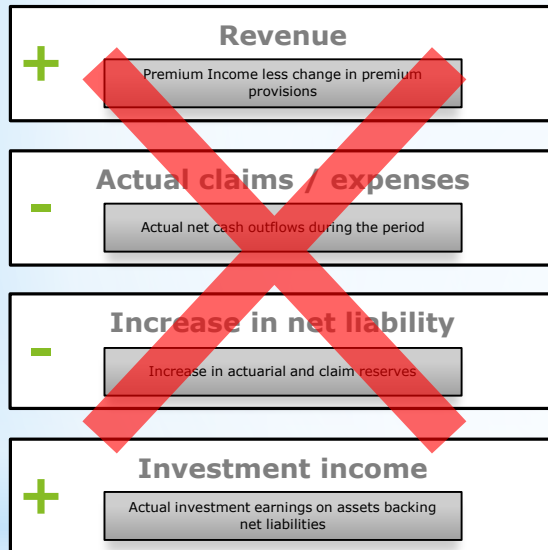 +
Revenue
Premium Income less change in premium
provisions
-
Actual claims / expenses
Actual net cash outflows during the period
-
Increase in net liability
Increase in actuarial and claim reserves
+
Investment income
Actual investment earnings on assets backing
net liabilities